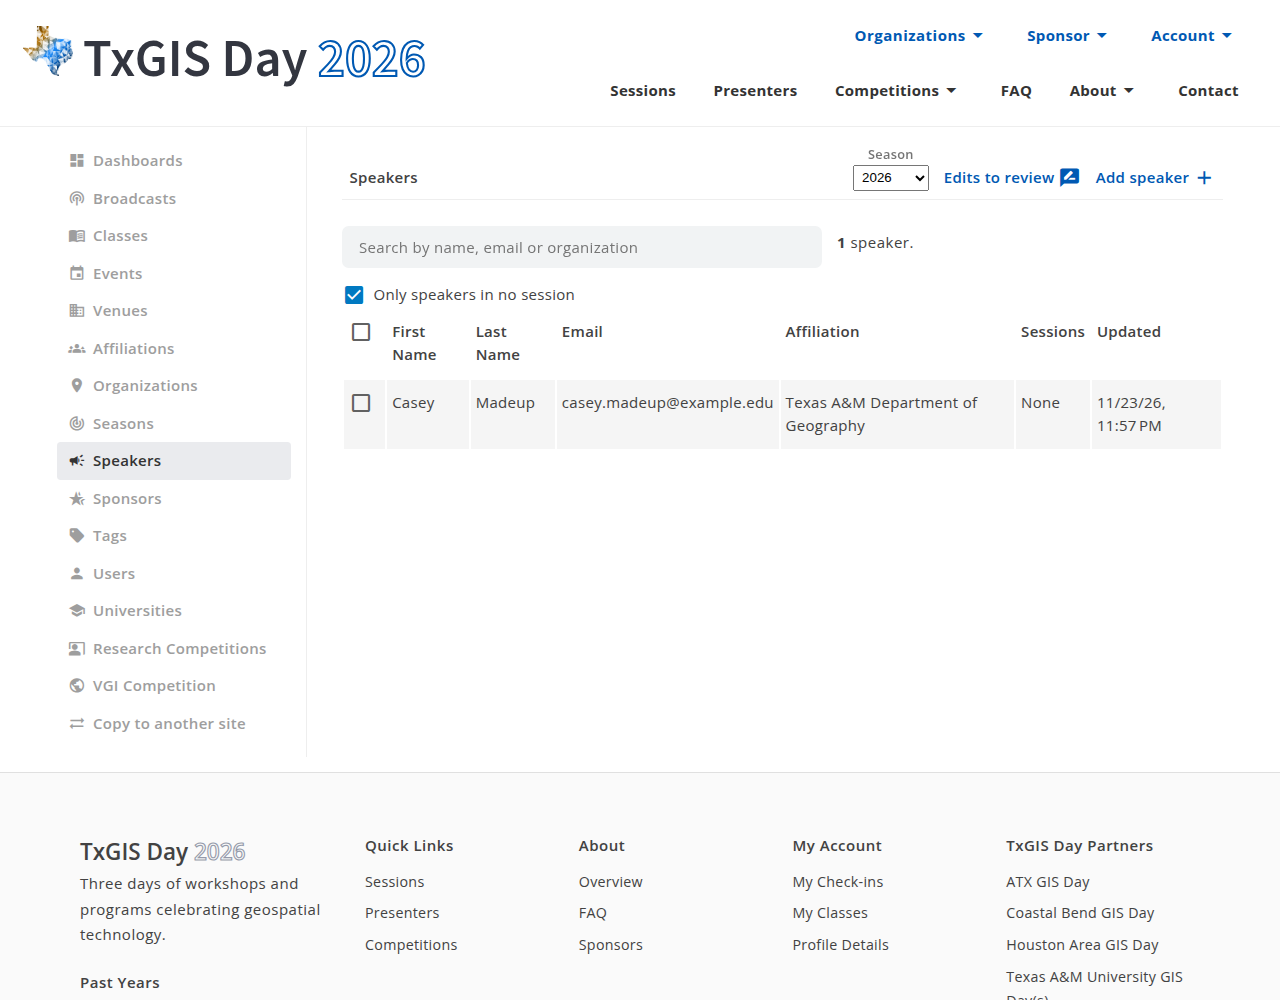 TxGIS Day 2026
Organizations
Sponsor
Account
Sessions
Presenters
Competitions
FAQ
About
Contact
Dashboards
Broadcasts
Classes
Events
Venues
Affiliations
Organizations
Seasons
Speakers
Sponsors
Tags
Users
Universities
Research Competitions
VGI Competition
Copy to another site
Speakers
Season
2026
Edits to review
Add speaker
Search by name, email or organization
1 speaker.
Only speakers in no session
First Name
Last Name
Email
Affiliation
Sessions
Updated
Casey
Madeup
casey.madeup@example.edu
Texas A&M Department of Geography
None
11/23/26, 11:57 PM
TxGIS Day 2026
Three days of workshops and
programs celebrating geospatial
technology.
Past Years
Quick Links
Sessions
Presenters
Competitions
About
Overview
FAQ
Sponsors
My Account
My Check-ins
My Classes
Profile Details
TxGIS Day Partners
ATX GIS Day
Coastal Bend GIS Day
Houston Area GIS Day
Texas A&M University GIS
Day(s)